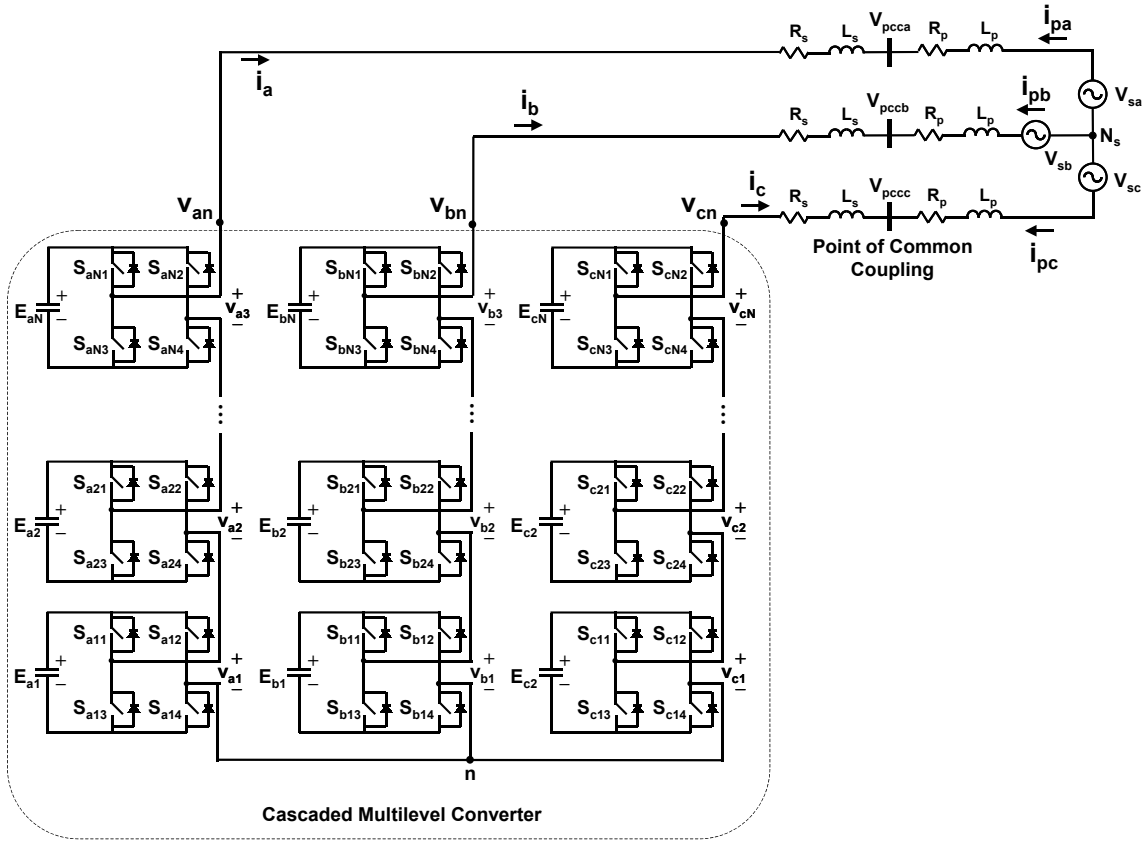 R_s L_s V_pcca R_p L_p i_pa
i_a
V_sa
i_b R_s L_s V_pccb R_p L_p i_pb
V_sb N_s
V_sc
i_c R_s L_s V_pccc R_p L_p
i_pc
Point of Common
Coupling
v_an v_bn v_cn
S_aN1 S_aN2 S_bN1 S_bN2 S_cN1 S_cN2
E_aN + − + v_a3 − E_bN + − + v_b3 − E_cN + − + v_cN −
S_aN3 S_aN4 S_bN3 S_bN4 S_cN3 S_cN4
S_a21 S_a22 S_b21 S_b22 S_c21 S_c22
E_a2 + − + v_a2 − E_b2 + − + v_b2 − E_c2 + − + v_c2 −
S_a23 S_a24 S_b23 S_b24 S_c23 S_c24
S_a11 S_a12 S_b11 S_b12 S_c11 S_c12
E_a1 + − + v_a1 − E_b1 + − + v_b1 − E_c2 + − + v_c1 −
S_a13 S_a14 S_b13 S_b14 S_c13 S_c14
n
Cascaded Multilevel Converter